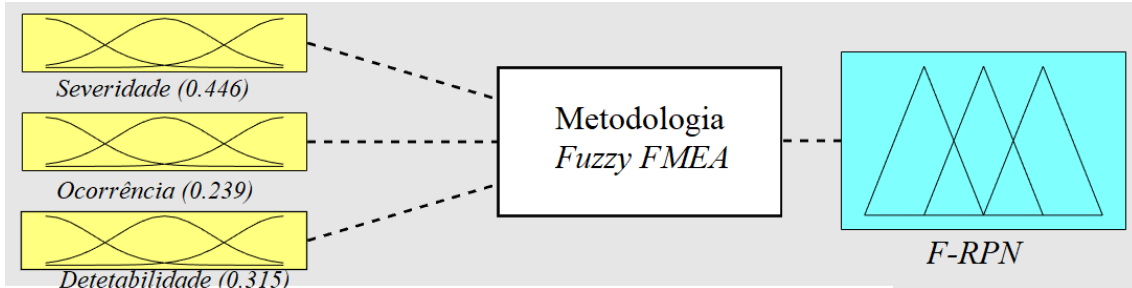 Severidade (0.446)
Ocorrência (0.239)
Detetabilidade (0.315)
Metodologia
Fuzzy FMEA
F-RPN